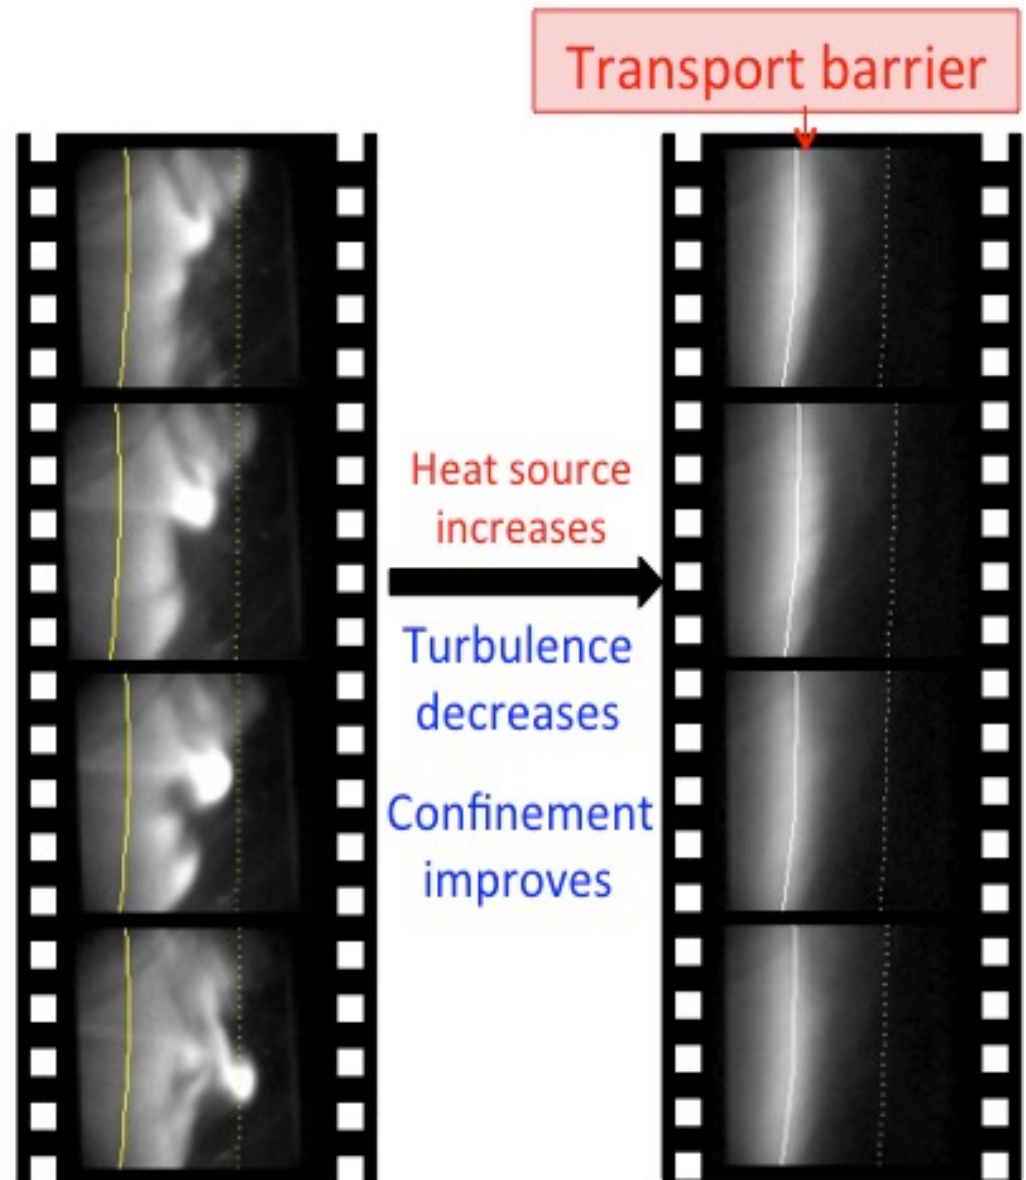 Transport barrier
Heat source
increases
Turbulence
decreases
Confinement
improves